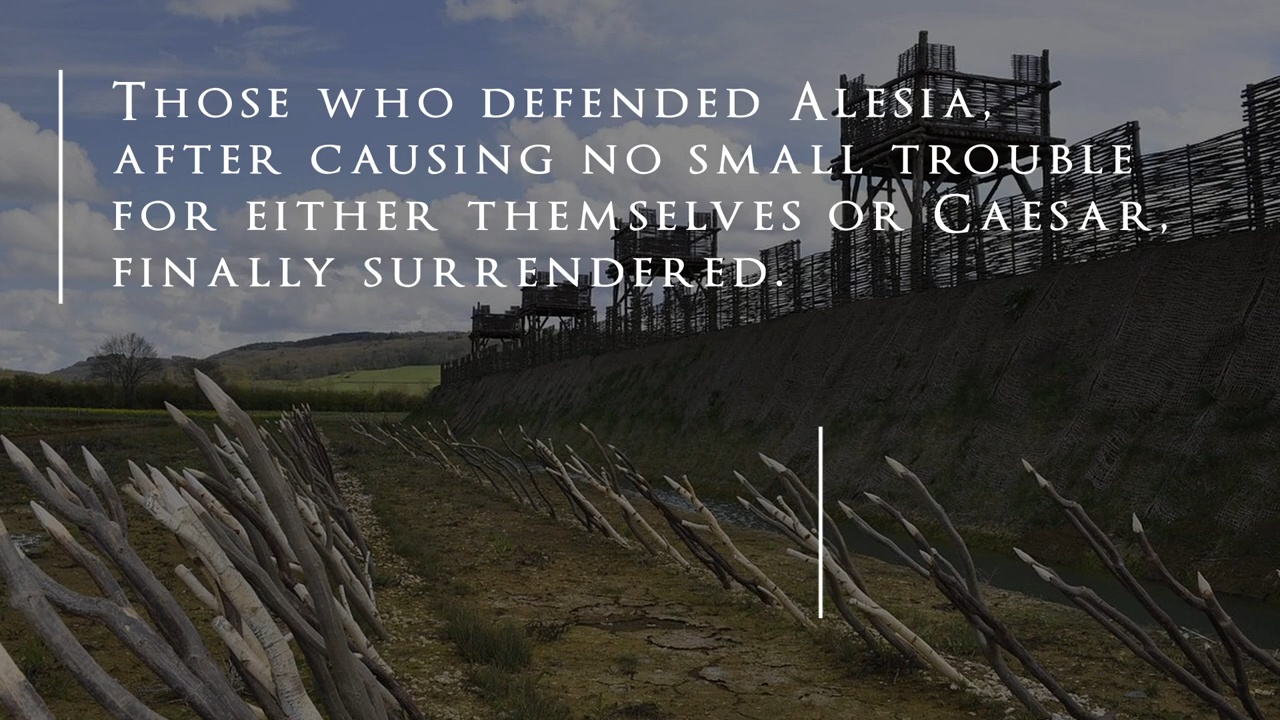 Those who defended Alesia,
after causing no small trouble
for either themselves or Caesar,
finally surrendered.